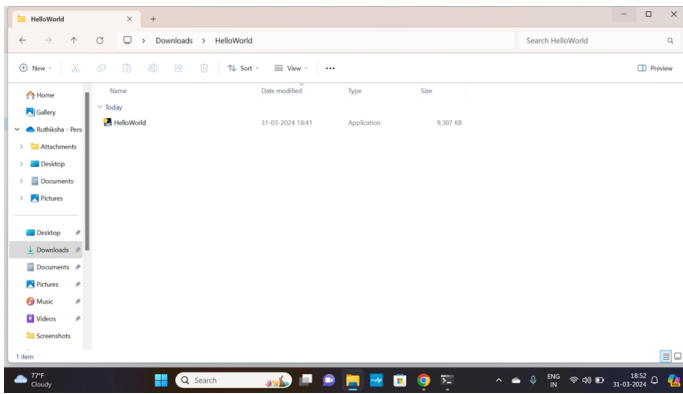 HelloWorld
Downloads > HelloWorld
Search HelloWorld
New
Sort
View
Preview
Name Date modified Type Size
Today
HelloWorld 31-03-2024 18:41 Application 9,307 KB
Home
Gallery
Ruthiksha - Pers
Attachments
Desktop
Documents
Pictures
Desktop
Downloads
Documents
Pictures
Music
Videos
Screenshots
1 item
77°F
Cloudy
Search
ENG
IN
18:52
31-03-2024